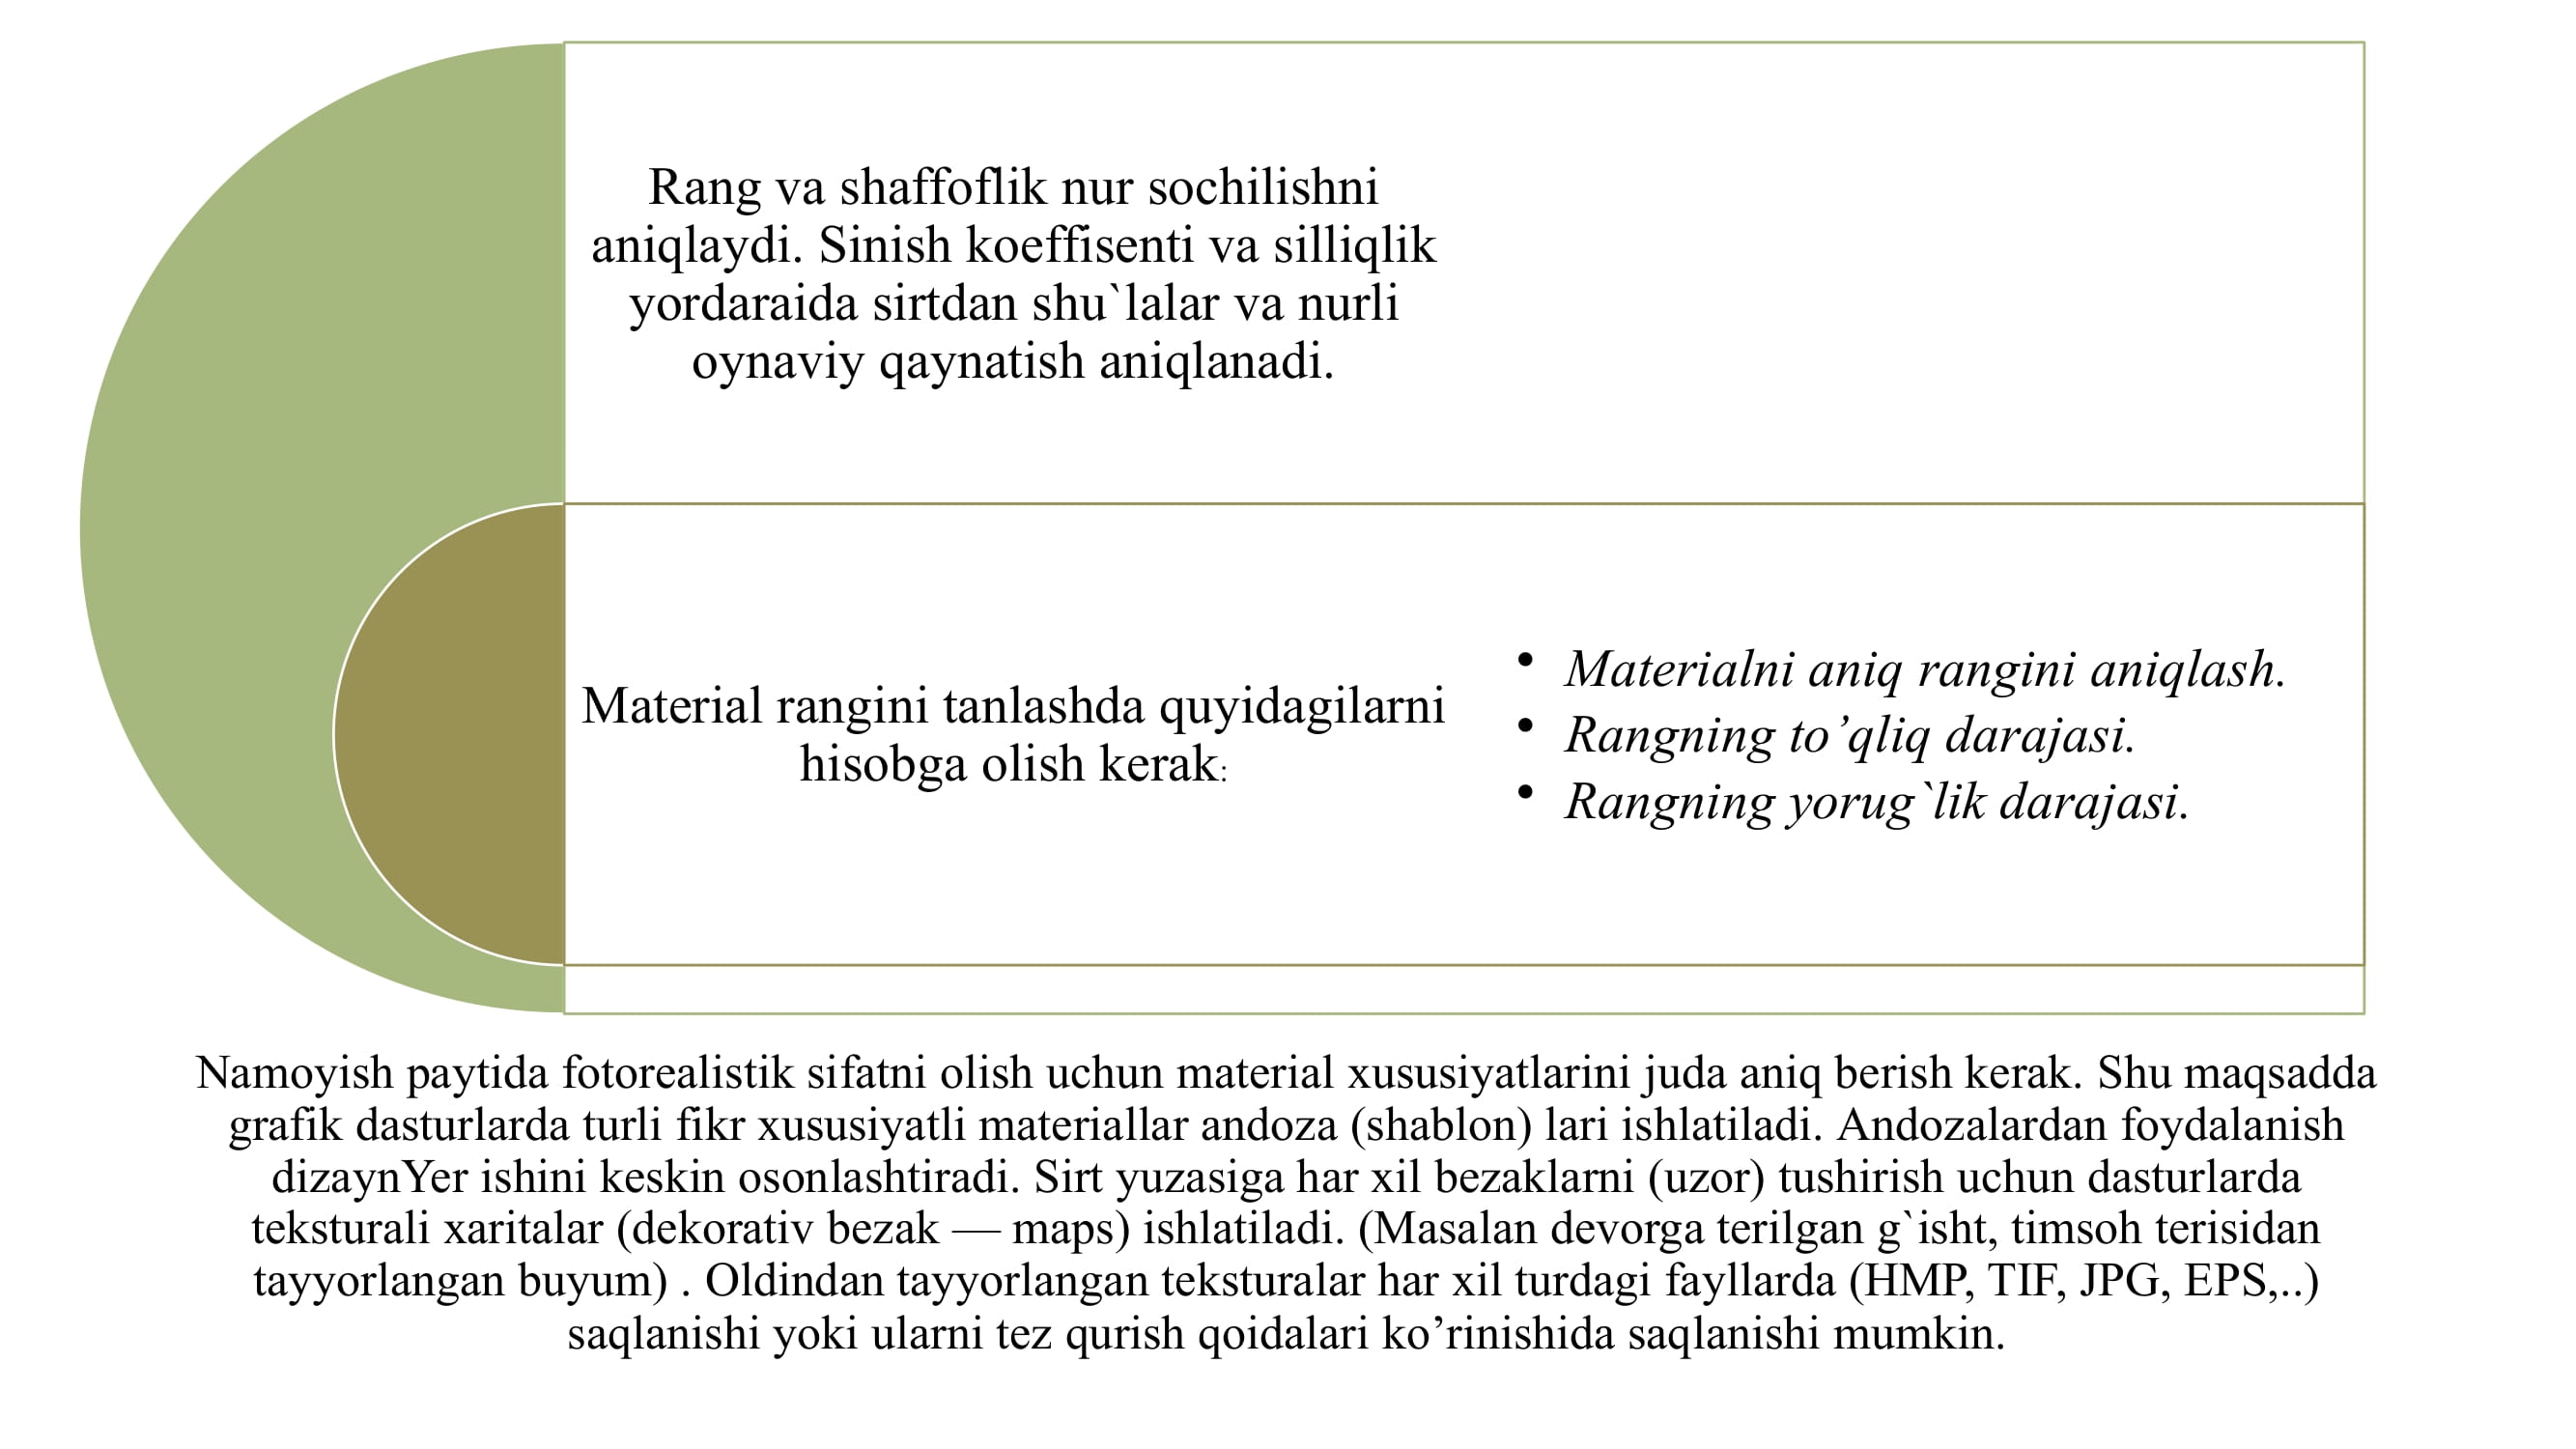 Rang va shaffoflik nur sochilishni
aniqlaydi. Sinish koeffisenti va silliqlik
yordaraida sirtdan shu`lalar va nurli
oynaviy qaynatish aniqlanadi.
Material rangini tanlashda quyidagilarni
hisobga olish kerak:
• Materialni aniq rangini aniqlash.
• Rangning to’qliq darajasi.
• Rangning yorug`lik darajasi.
Namoyish paytida fotorealistik sifatni olish uchun material xususiyatlarini juda aniq berish kerak. Shu maqsadda
grafik dasturlarda turli fikr xususiyatli materiallar andoza (shablon) lari ishlatiladi. Andozalardan foydalanish
dizaynYer ishini keskin osonlashtiradi. Sirt yuzasiga har xil bezaklarni (uzor) tushirish uchun dasturlarda
teksturali xaritalar (dekorativ bezak — maps) ishlatiladi. (Masalan devorga terilgan g`isht, timsoh terisidan
tayyorlangan buyum) . Oldindan tayyorlangan teksturalar har xil turdagi fayllarda (HMP, TIF, JPG, EPS,..)
saqlanishi yoki ularni tez qurish qoidalari ko’rinishida saqlanishi mumkin.